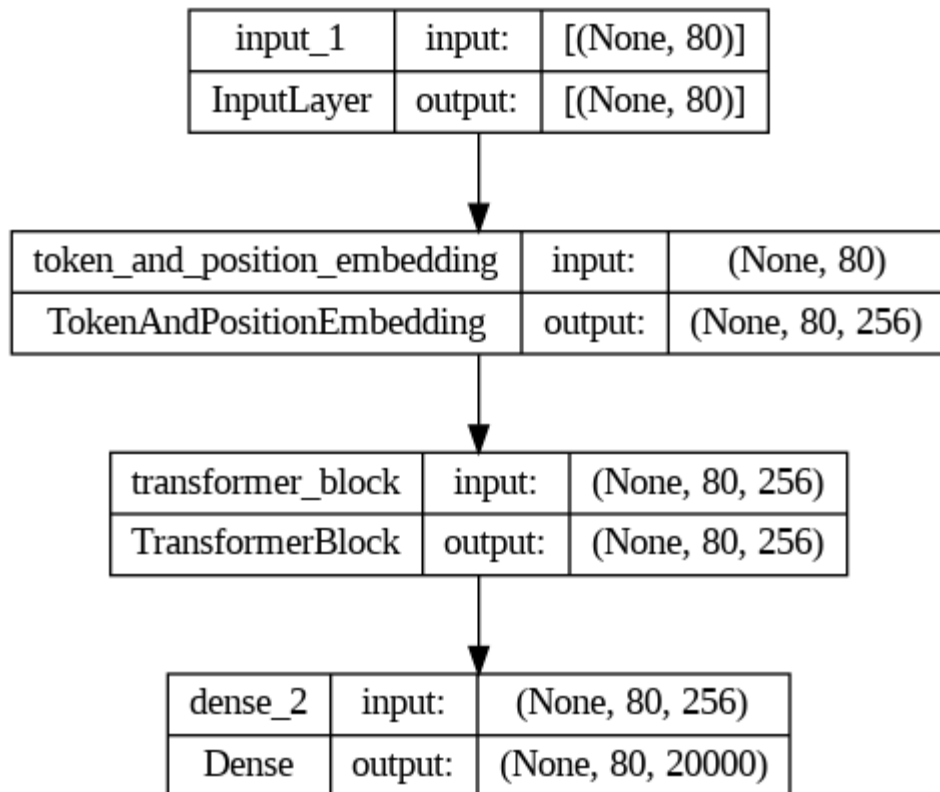 input_1 input: [(None, 80)]
InputLayer output: [(None, 80)]
token_and_position_embedding input: (None, 80)
TokenAndPositionEmbedding output: (None, 80, 256)
transformer_block input: (None, 80, 256)
TransformerBlock output: (None, 80, 256)
dense_2 input: (None, 80, 256)
Dense output: (None, 80, 20000)